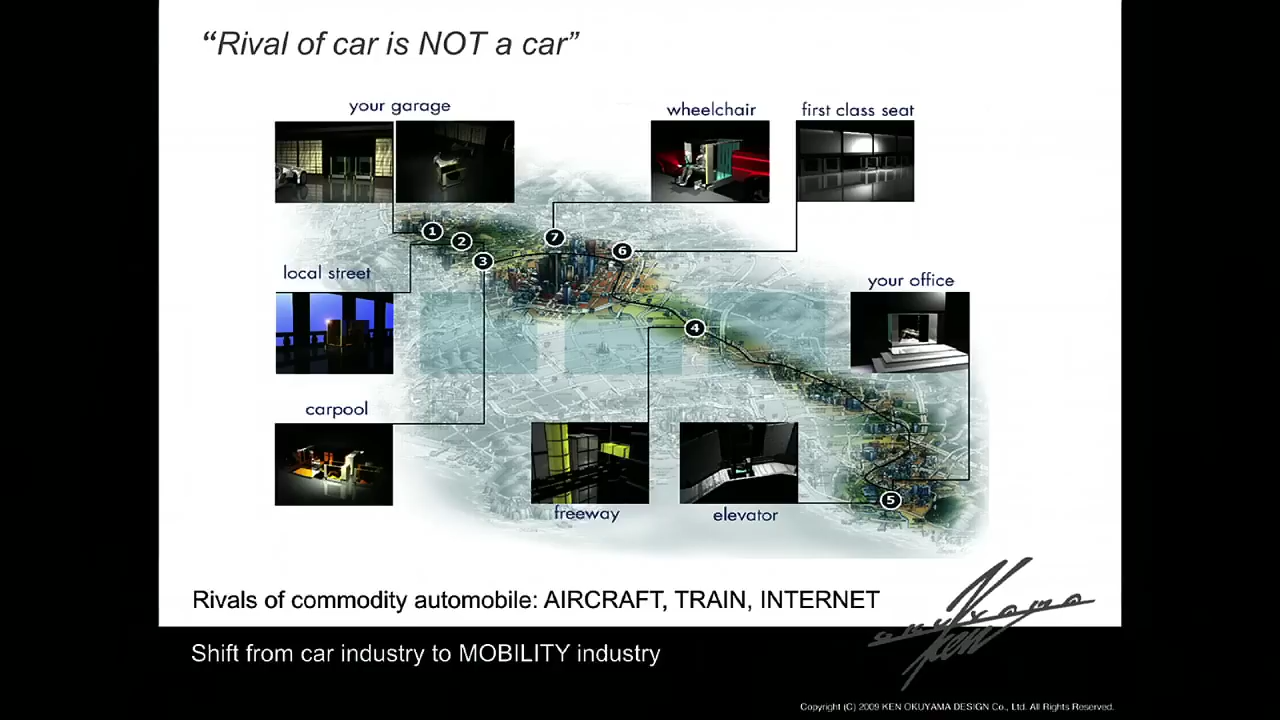 “Rival of car is NOT a car”
your garage
wheelchair
first class seat
1
2
3
7
6
local street
your office
4
carpool
freeway
elevator
5
Rivals of commodity automobile: AIRCRAFT, TRAIN, INTERNET
okuyama
ken
Shift from car industry to MOBILITY industry
Copyright (C) 2009 KEN OKUYAMA DESIGN Co., Ltd. All Rights Reserved.